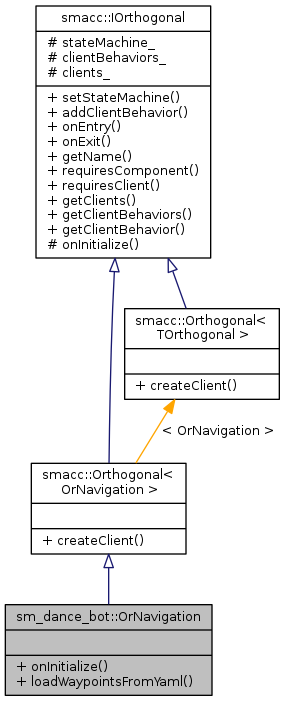 smacc::IOrthogonal
# stateMachine_
# clientBehaviors_
# clients_
+ setStateMachine()
+ addClientBehavior()
+ onEntry()
+ onExit()
+ getName()
+ requiresComponent()
+ requiresClient()
+ getClients()
+ getClientBehaviors()
+ getClientBehavior()
# onInitialize()
smacc::Orthogonal<
TOrthogonal >
+ createClient()
< OrNavigation >
smacc::Orthogonal<
OrNavigation >
+ createClient()
sm_dance_bot::OrNavigation
+ onInitialize()
+ loadWaypointsFromYaml()